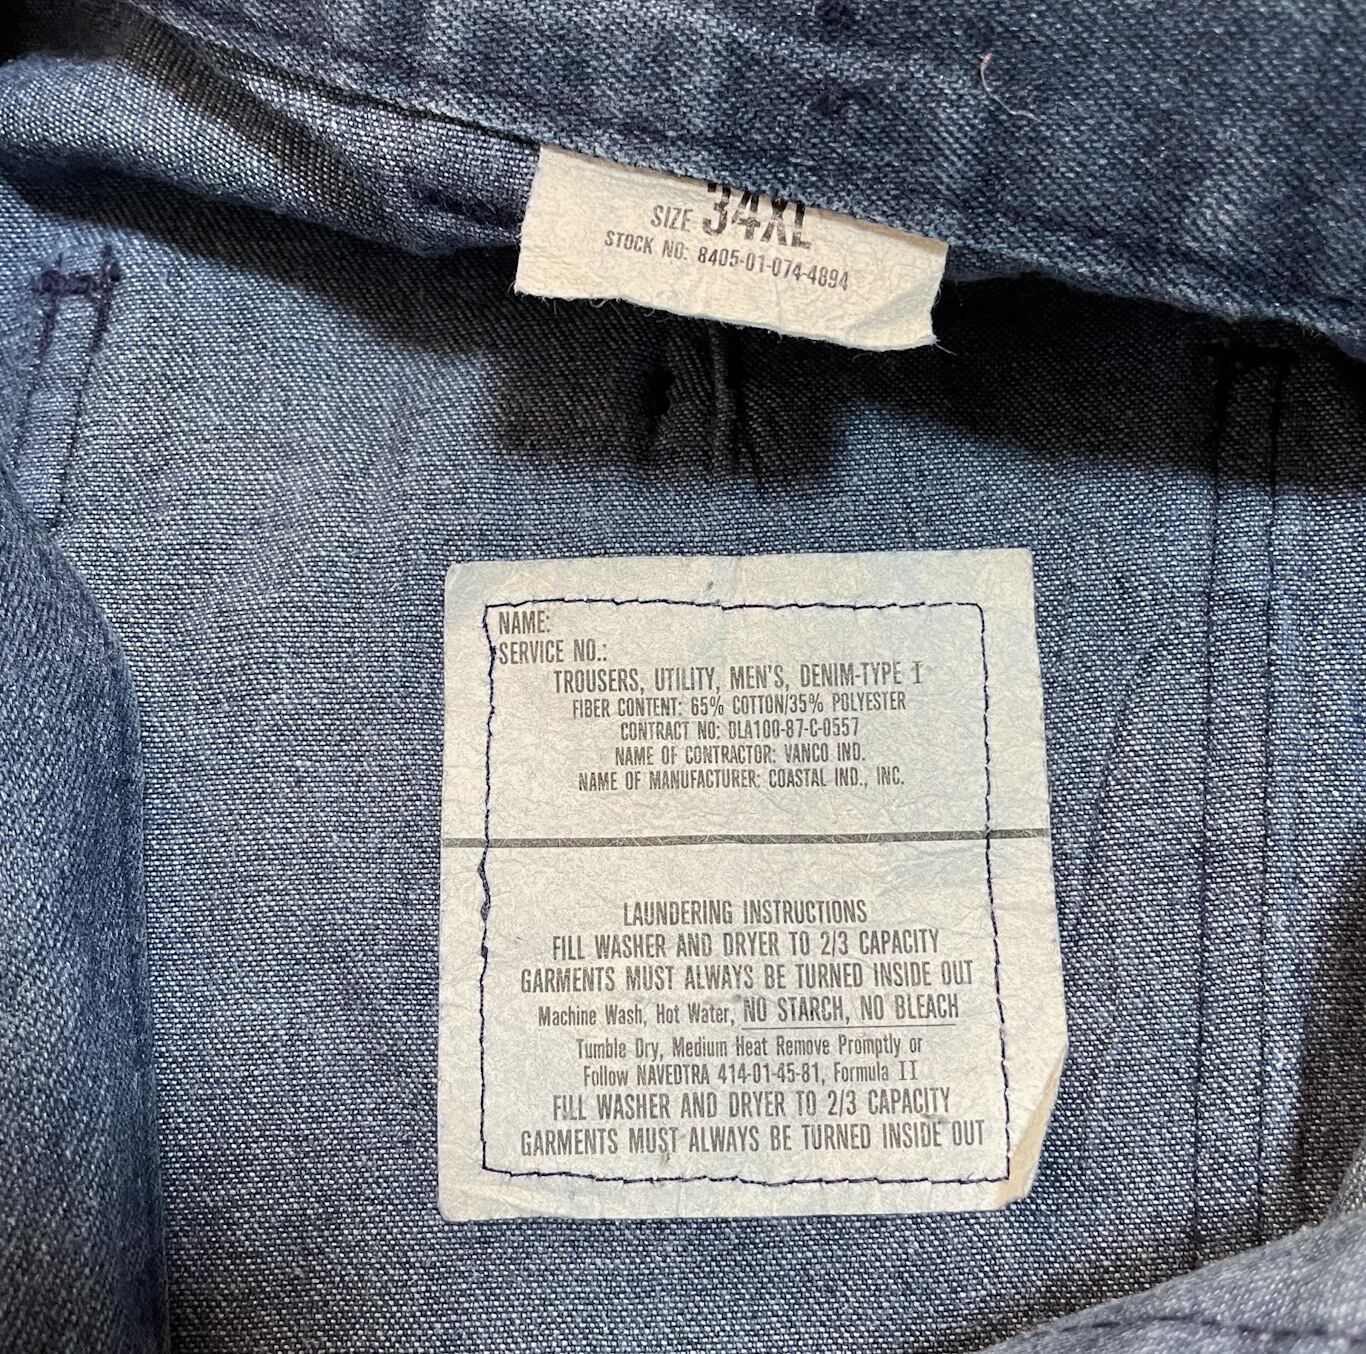 SIZE 34XL
STOCK NO: 8405-01-074-4894
NAME:
SERVICE NO.:
TROUSERS, UTILITY, MEN'S, DENIM-TYPE I
FIBER CONTENT: 65% COTTON/35% POLYESTER
CONTRACT NO: DLA100-87-C-0557
NAME OF CONTRACTOR: VANCO IND.
NAME OF MANUFACTURER: COASTAL IND., INC.
LAUNDERING INSTRUCTIONS
FILL WASHER AND DRYER TO 2/3 CAPACITY
GARMENTS MUST ALWAYS BE TURNED INSIDE OUT
Machine Wash, Hot Water, NO STARCH, NO BLEACH
Tumble Dry, Medium Heat Remove Promptly or
Follow NAVEDTRA 414-01-45-81, Formula II
FILL WASHER AND DRYER TO 2/3 CAPACITY
GARMENTS MUST ALWAYS BE TURNED INSIDE OUT